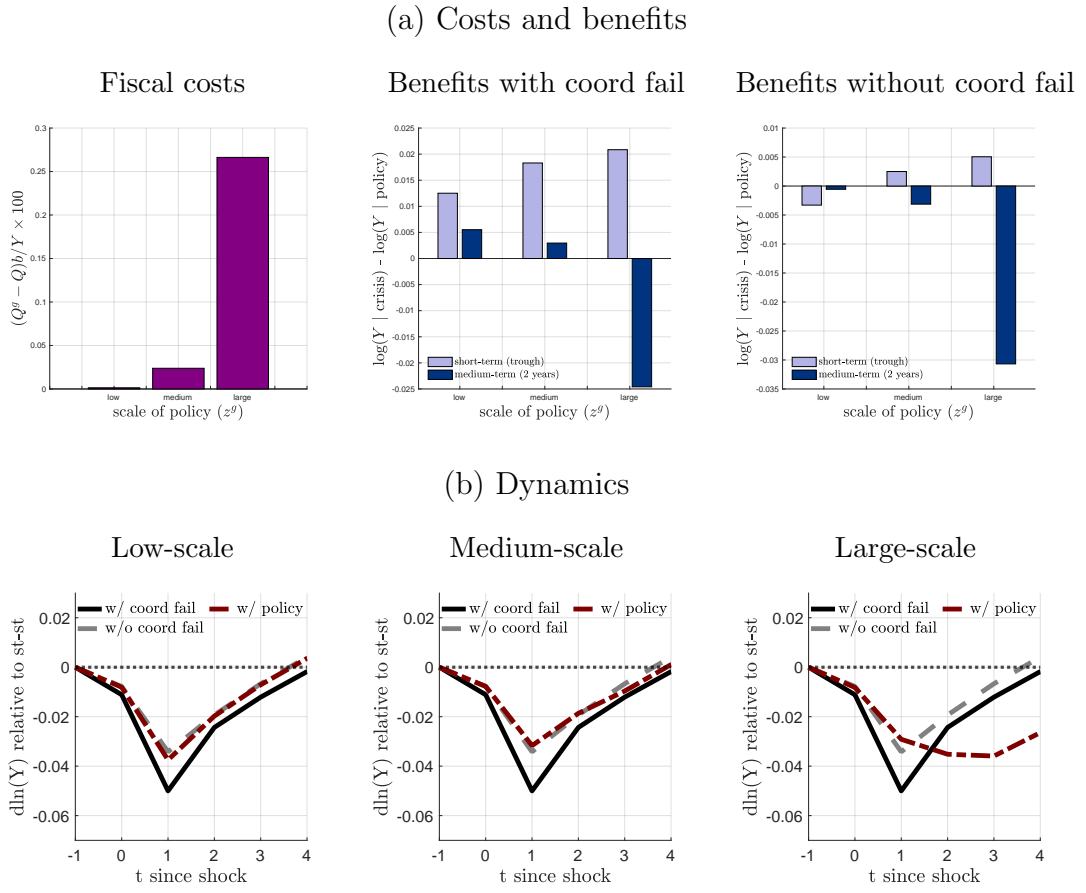 (a) Costs and benefits
Fiscal costs
Benefits with coord fail
Benefits without coord fail
(Q^g − Q)b/Y × 100
0.3
0.25
0.2
0.15
0.1
0.05
0
low medium large
scale of policy (z^g)
log(Y | crisis) - log(Y | policy)
0.025
0.02
0.015
0.01
0.005
0
-0.005
-0.01
-0.015
-0.02
-0.025
short-term (trough)
medium-term (2 years)
low medium large
scale of policy (z^g)
log(Y | crisis) - log(Y | policy)
0.01
0.005
0
-0.005
-0.01
-0.015
-0.02
-0.025
-0.03
-0.035
low medium large
scale of policy (z^g)
(b) Dynamics
Low-scale
Medium-scale
Large-scale
dln(Y) relative to st-st
w/ coord fail w/ policy
w/o coord fail
0.02
0
-0.02
-0.04
-0.06
-1 0 1 2 3 4
t since shock
dln(Y) relative to st-st
w/ coord fail w/ policy
w/o coord fail
0.02
0
-0.02
-0.04
-0.06
-1 0 1 2 3 4
t since shock
dln(Y) relative to st-st
w/ coord fail w/ policy
w/o coord fail
0.02
0
-0.02
-0.04
-0.06
-1 0 1 2 3 4
t since shock